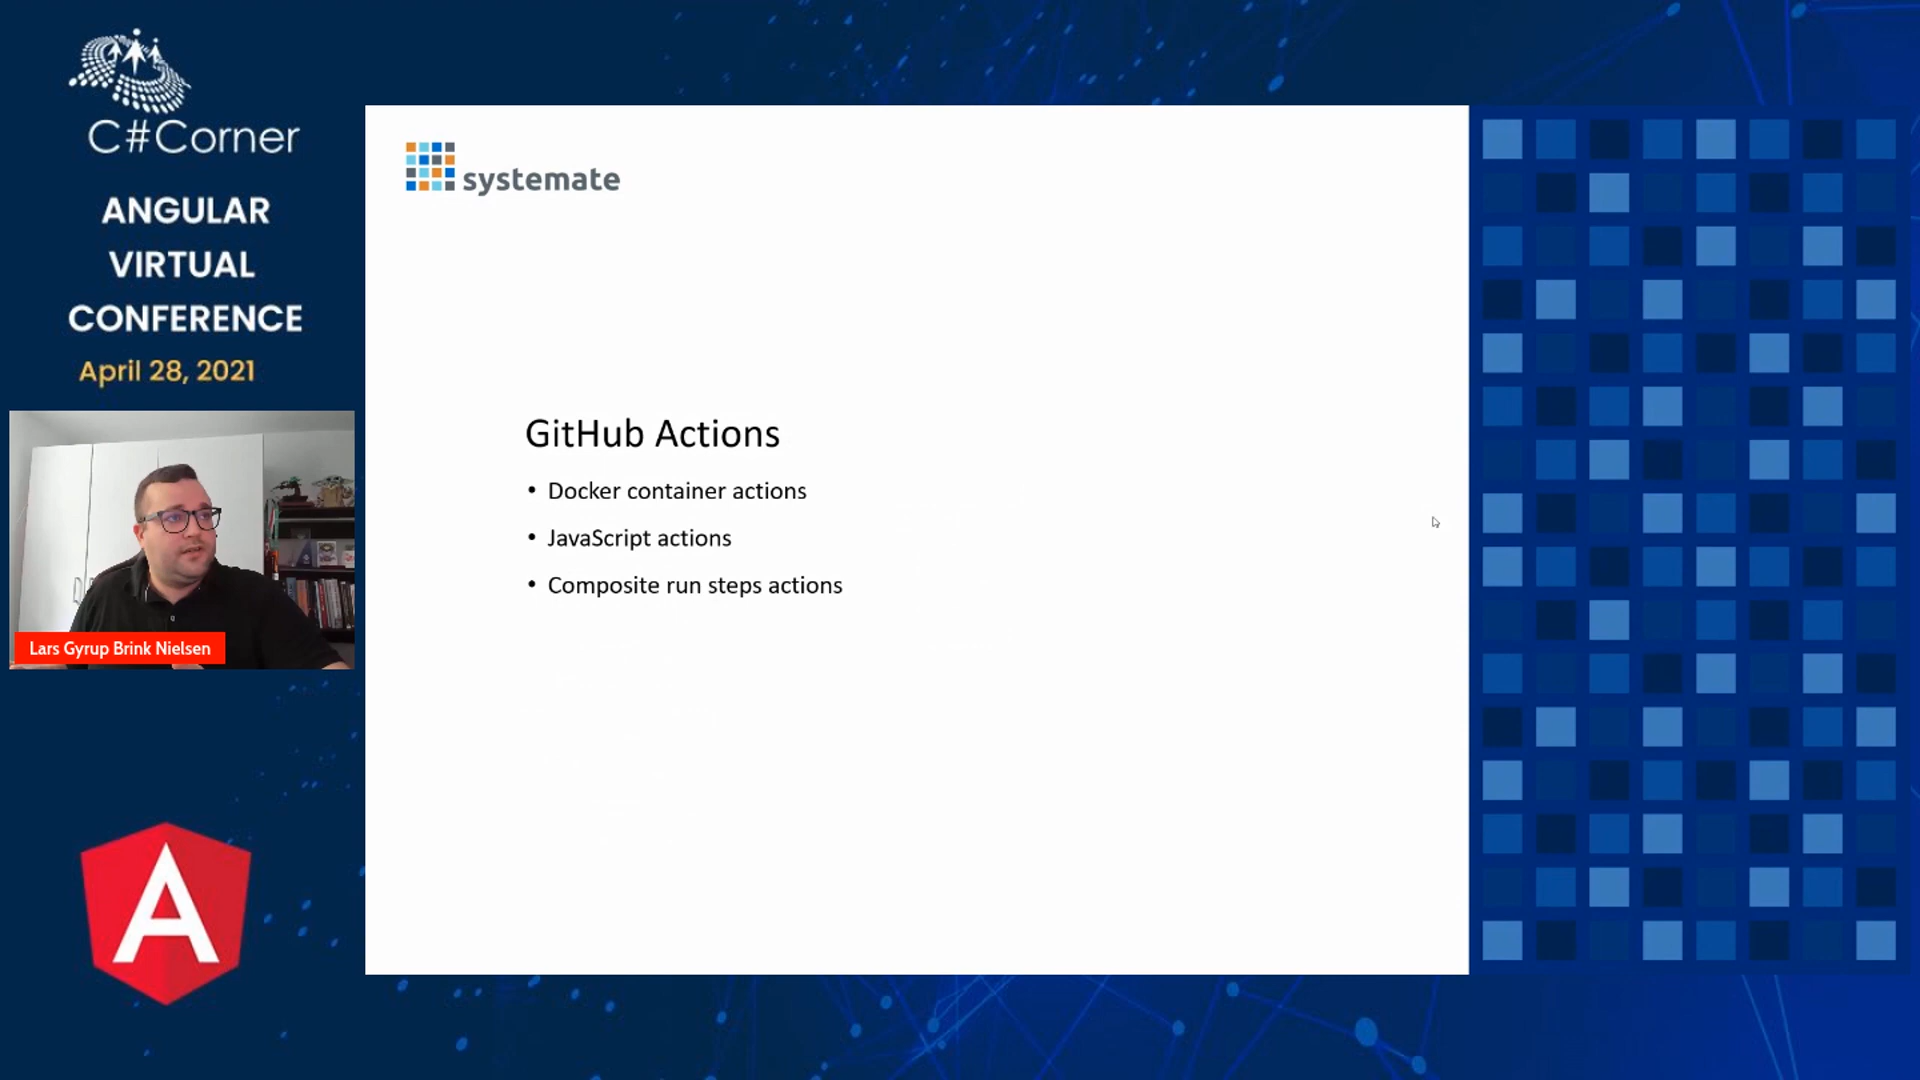 C#Corner
ANGULAR
VIRTUAL
CONFERENCE
April 28, 2021
Lars Gyrup Brink Nielsen
A
systemate
GitHub Actions
• Docker container actions
• JavaScript actions
• Composite run steps actions